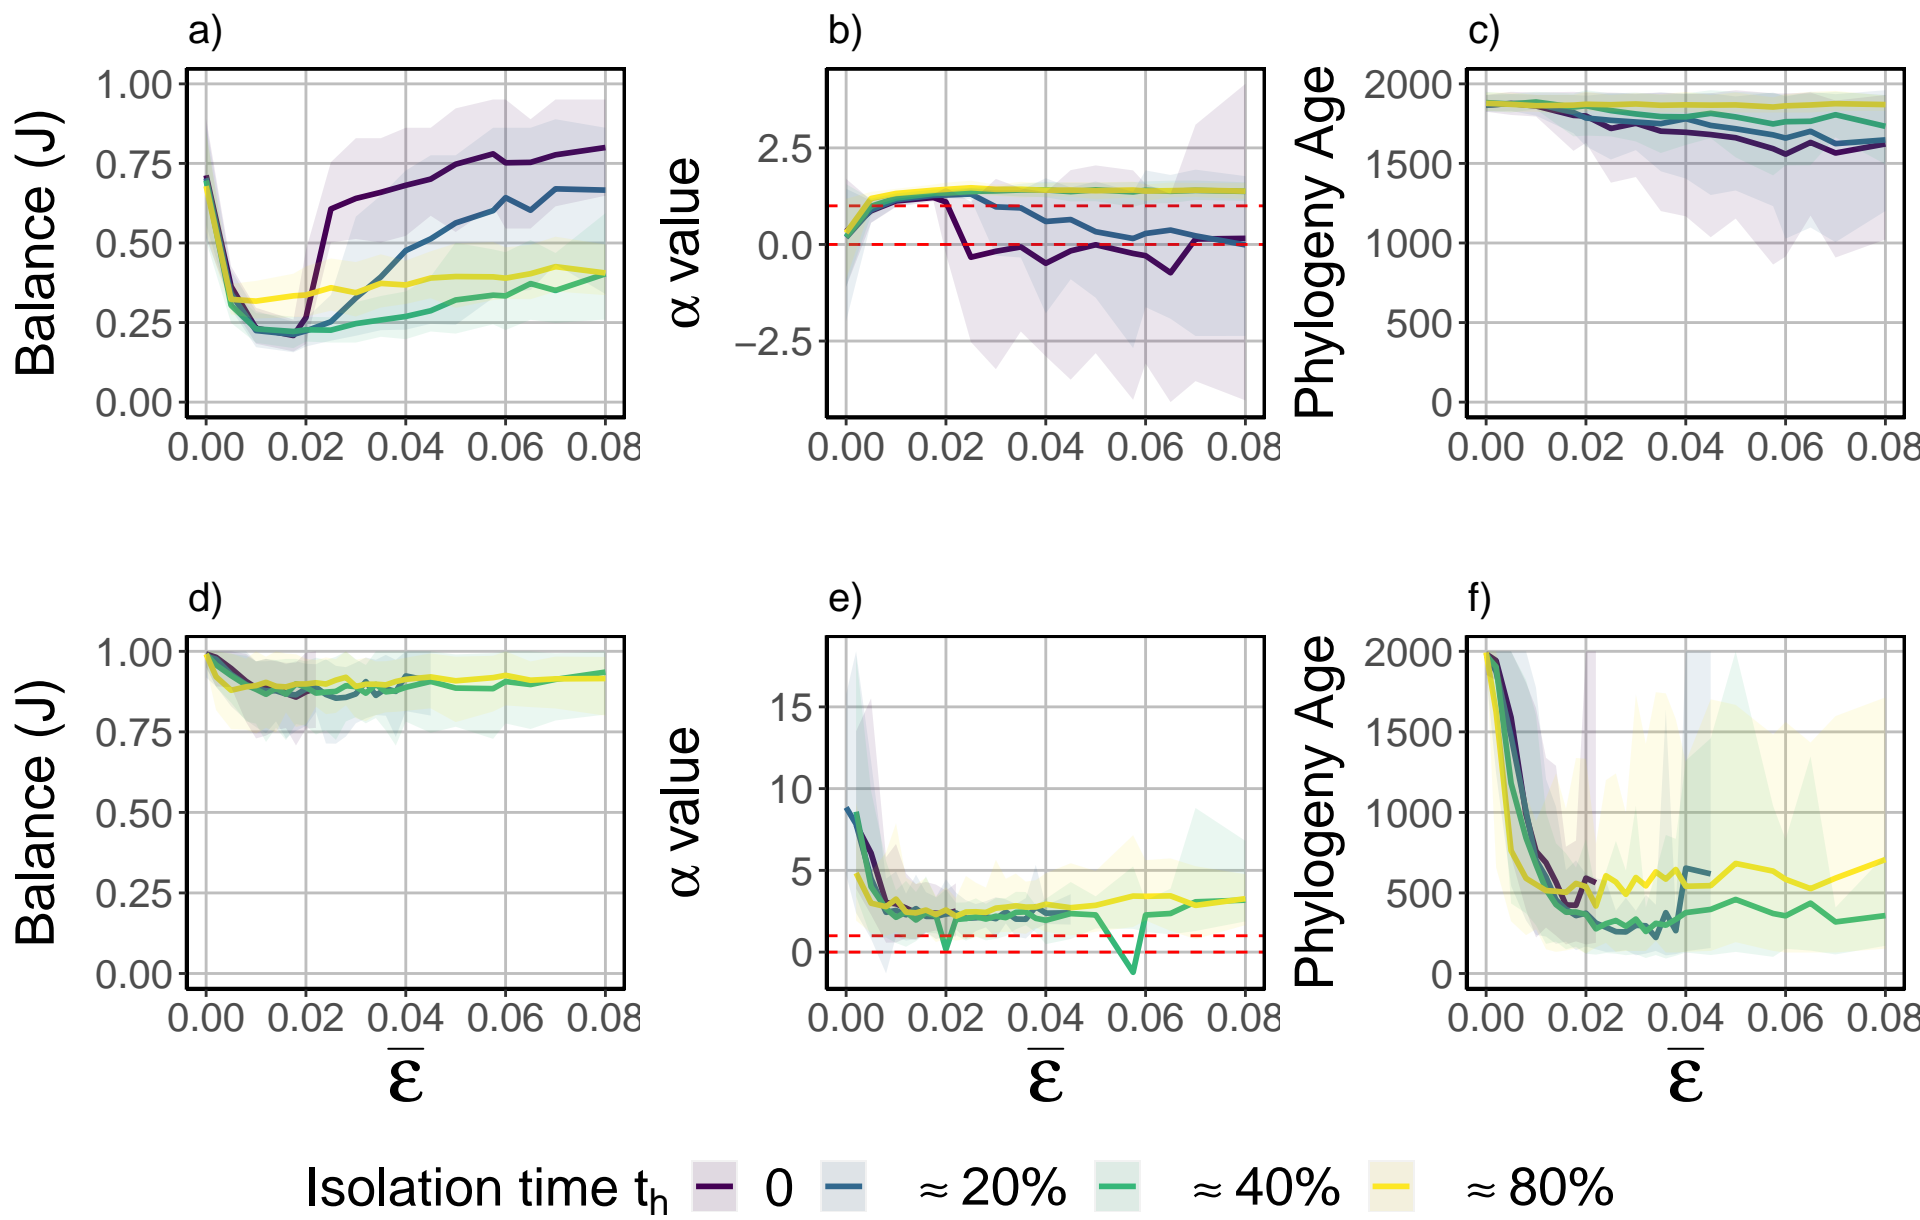 a)
b)
c)
Balance (J)
1.00
0.75
0.50
0.25
0.00
0.00 0.02 0.04 0.06 0.08
α value
2.5
0.0
−2.5
0.00 0.02 0.04 0.06 0.08
Phylogeny Age
2000
1500
1000
500
0
0.00 0.02 0.04 0.06 0.08
d)
e)
f)
Balance (J)
1.00
0.75
0.50
0.25
0.00
0.00 0.02 0.04 0.06 0.08
ε̅
α value
15
10
5
0
0.00 0.02 0.04 0.06 0.08
ε̅
Phylogeny Age
2000
1500
1000
500
0
0.00 0.02 0.04 0.06 0.08
ε̅
Isolation time t_h 0 ≈ 20% ≈ 40% ≈ 80%